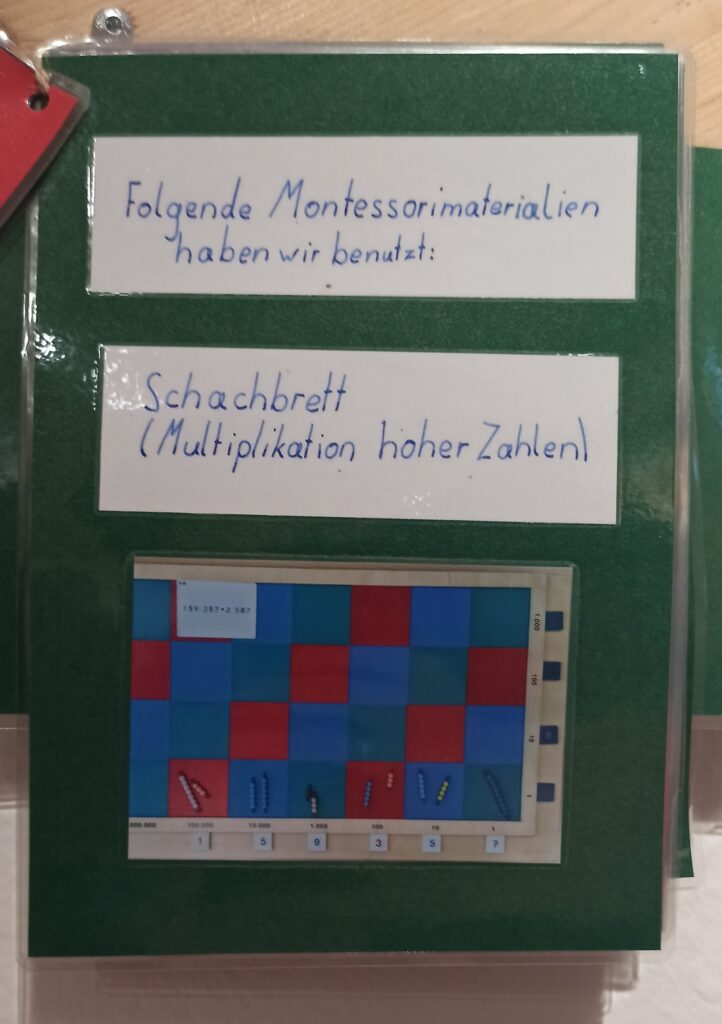 Folgende Montessorimaterialien
haben wir benutzt:
Schachbrett
(Multiplikation hoher Zahlen)
159 357 • 2 587
1.000
100
10
1
000.000 100.000 10.000 1.000 100 10 1
1 5 9 3 5 7